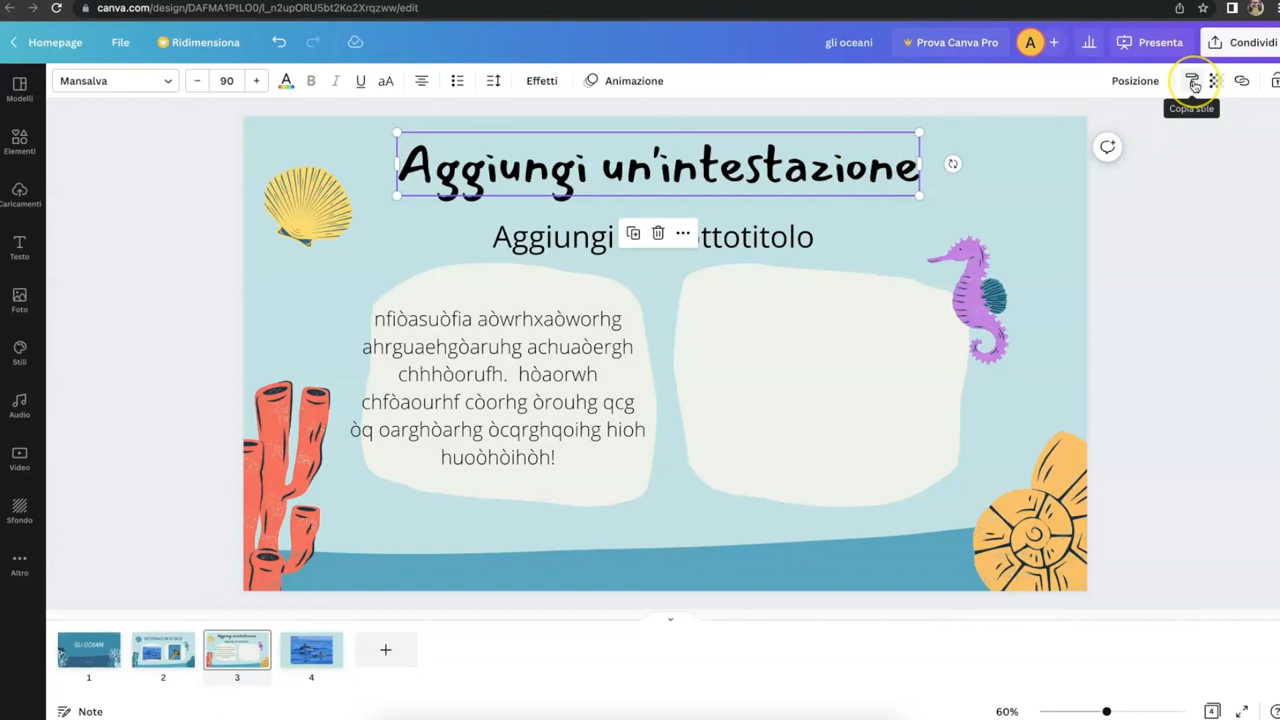 canva.com/design/DAFMA1PtLO0/l_n2upORU5bt2Ko2Xrqzww/edit
Homepage File Ridimensiona gli oceani Prova Canva Pro A Presenta Condividi
Mansalva 90 A B I U aA Effetti Animazione Posizione
Copia stile
Modelli
Elementi
Caricamenti
Testo
Foto
Stili
Audio
Video
Sfondo
Altro
Aggiungi un'intestazione
Aggiungi ottotitolo
nfiòasuòfia aòwrhxaòworhg
ahrguaehgòaruhg achuaòergh
chhhòorufh. hòaorwh
chfòaourhf còorhg òrouhg qcg
òq oarghòarhg òcqrghqoihg hioh
huoòhòihòh!
GLI OCEANI
1 2 3 4
Note 60% 4